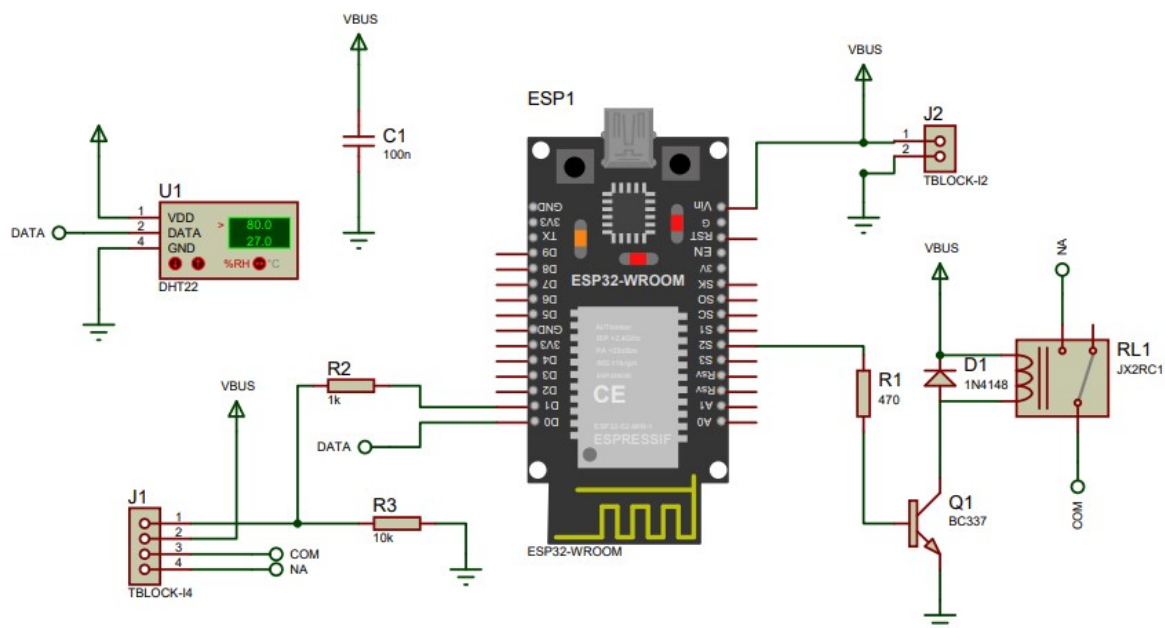 VBUS
C1
100n
U1
1
2
4
VDD
DATA
GND
>
80.0
27.0
%RH
°C
DHT22
DATA
ESP1
GND
3V3
TX
D9
D8
D7
D6
D5
GND
3V3
D4
D3
D2
D1
D0
Vin
G
RST
EN
3V
SK
SO
SC
S1
S2
S3
Rsv
Rsv
A1
A0
ESP32-WROOM
CE
ESPRESSIF
ESP32-WROOM
VBUS
J2
1
2
TBLOCK-I2
VBUS
NA
D1
1N4148
RL1
JX2RC1
COM
R1
470
Q1
BC337
R2
1k
DATA
VBUS
J1
1
2
3
4
TBLOCK-I4
COM
NA
R3
10k